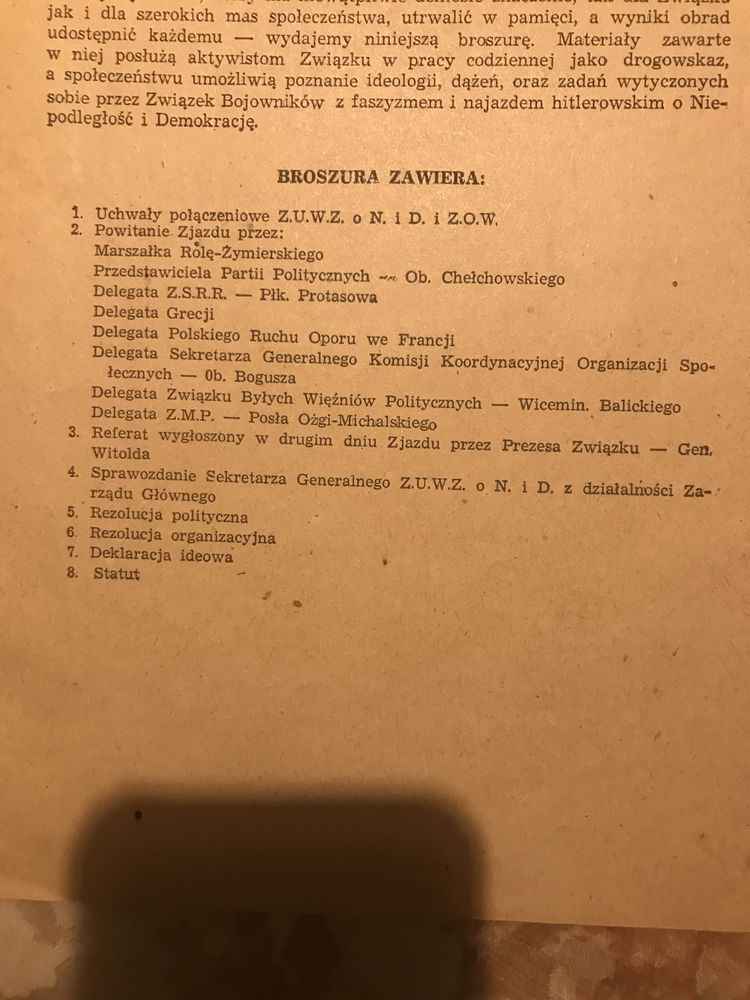 jak i dla szerokich mas społeczeństwa, utrwalić w pamięci, a wyniki obrad
udostępnić każdemu — wydajemy niniejszą broszurę. Materiały zawarte
w niej posłużą aktywistom Związku w pracy codziennej jako drogowskaz,
a społeczeństwu umożliwią poznanie ideologii, dążeń, oraz zadań wytyczonych
sobie przez Związek Bojowników z faszyzmem i najazdem hitlerowskim o Nie-
podległość i Demokrację.
BROSZURA ZAWIERA:
1. Uchwały połączeniowe Z.U.W.Z. o N. i D. i Z.O.W.
2. Powitanie Zjazdu przez:
Marszałka Rolę-Żymierskiego
Przedstawiciela Partii Politycznych — Ob. Chełchowskiego
Delegata Z.S.R.R. — Płk. Protasowa
Delegata Grecji
Delegata Polskiego Ruchu Oporu we Francji
Delegata Sekretarza Generalnego Komisji Koordynacyjnej Organizacji Spo-
łecznych — Ob. Bogusza
Delegata Związku Byłych Więźniów Politycznych — Wicemin. Balickiego
Delegata Z.M.P. — Posła Ożgi-Michalskiego
3. Referat wygłoszony w drugim dniu Zjazdu przez Prezesa Związku — Gen.
Witolda
4. Sprawozdanie Sekretarza Generalnego Z.U.W.Z. o N. i D. z działalności Za-
rządu Głównego
5. Rezolucja polityczna
6. Rezolucja organizacyjna
7. Deklaracja ideowa
8. Statut